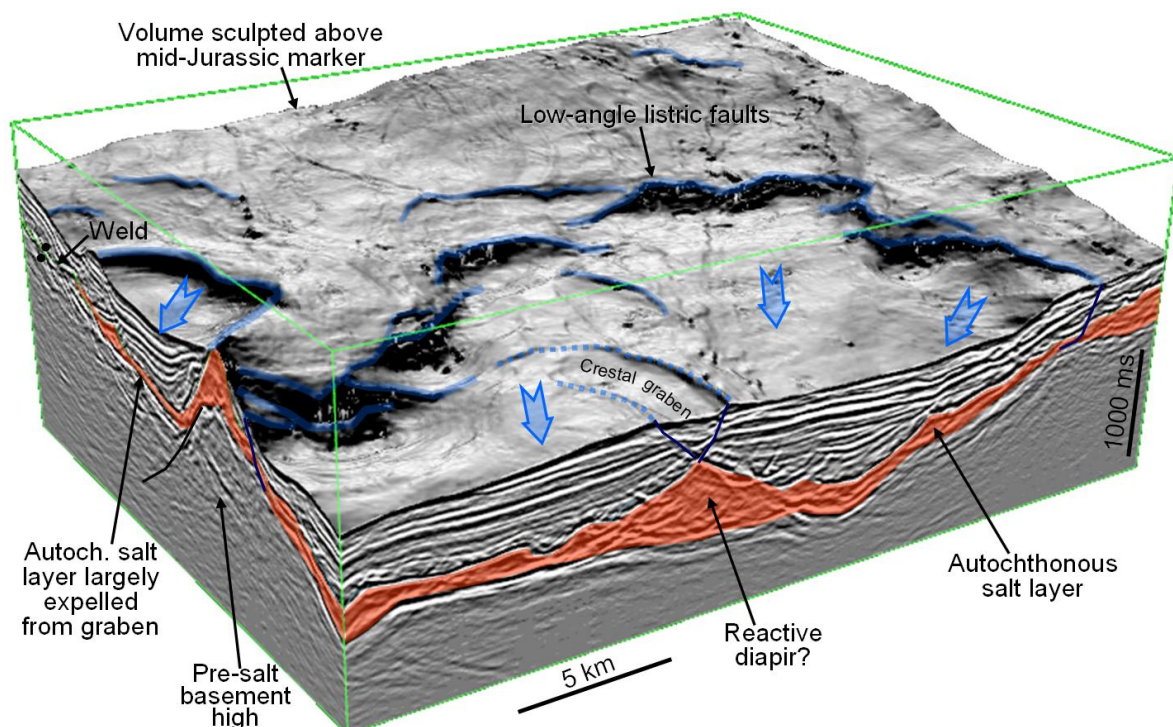 Volume sculpted above
mid-Jurassic marker
Low-angle listric faults
Weld
Crestal graben
1000 ms
Autoch. salt
layer largely
expelled
from graben
Pre-salt
basement
high
5 km
Reactive
diapir?
Autochthonous
salt layer